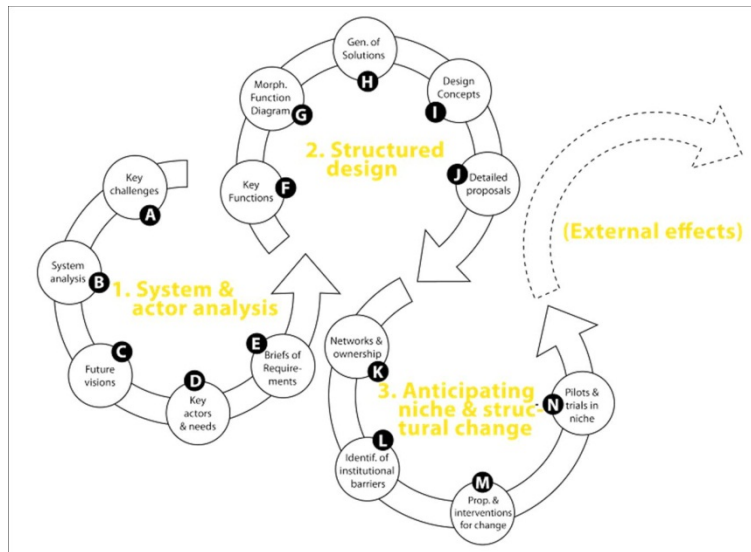 Key
challenges
A
System
analysis
B
Future
visions
C
Key
actors
& needs
D
Briefs of
Require-
ments
E
1. System &
actor analysis
Key
Functions
F
Morph.
Function
Diagram
G
Gen. of
Solutions
H
Design
Concepts
I
Detailed
proposals
J
2. Structured
design
Networks &
ownership
K
Identif. of
institutional
barriers
L
Prop. &
interventions
for change
M
Pilots &
trials in
niche
N
3. Anticipating
niche & struc-
tural change
(External effects)